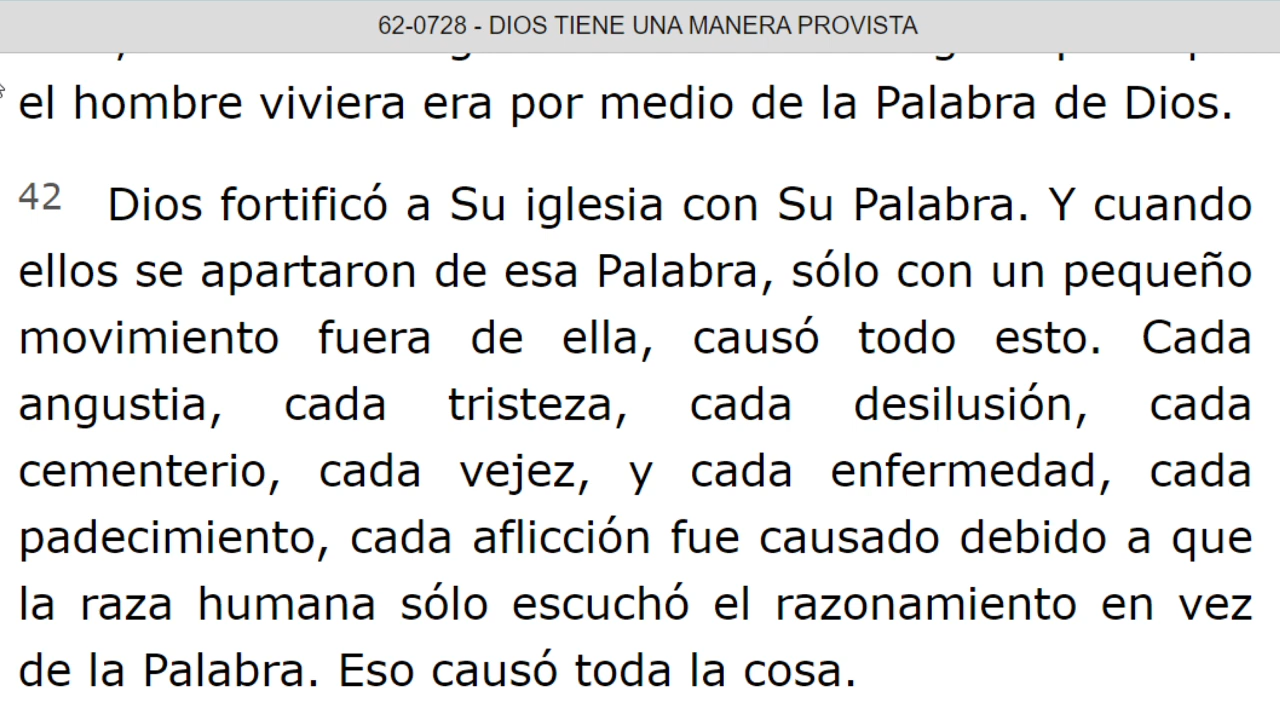 62-0728 - DIOS TIENE UNA MANERA PROVISTA
el hombre viviera era por medio de la Palabra de Dios.
42 Dios fortificó a Su iglesia con Su Palabra. Y cuando
ellos se apartaron de esa Palabra, sólo con un pequeño
movimiento fuera de ella, causó todo esto. Cada
angustia, cada tristeza, cada desilusión, cada
cementerio, cada vejez, y cada enfermedad, cada
padecimiento, cada aflicción fue causado debido a que
la raza humana sólo escuchó el razonamiento en vez
de la Palabra. Eso causó toda la cosa.